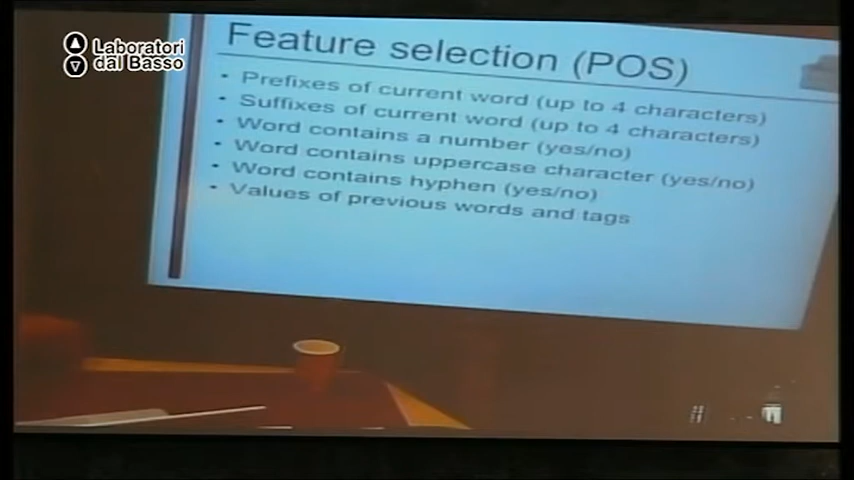 Laboratori
dal Basso
Feature selection (POS)
• Prefixes of current word (up to 4 characters)
• Suffixes of current word (up to 4 characters)
• Word contains a number (yes/no)
• Word contains uppercase character (yes/no)
• Word contains hyphen (yes/no)
• Values of previous words and tags